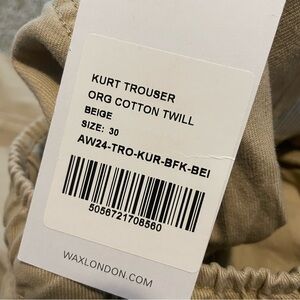 KURT TROUSER
ORG COTTON TWILL
BEIGE
SIZE: 30
AW24-TRO-KUR-BFK-BEI
5056721708560
WAXLONDON.COM